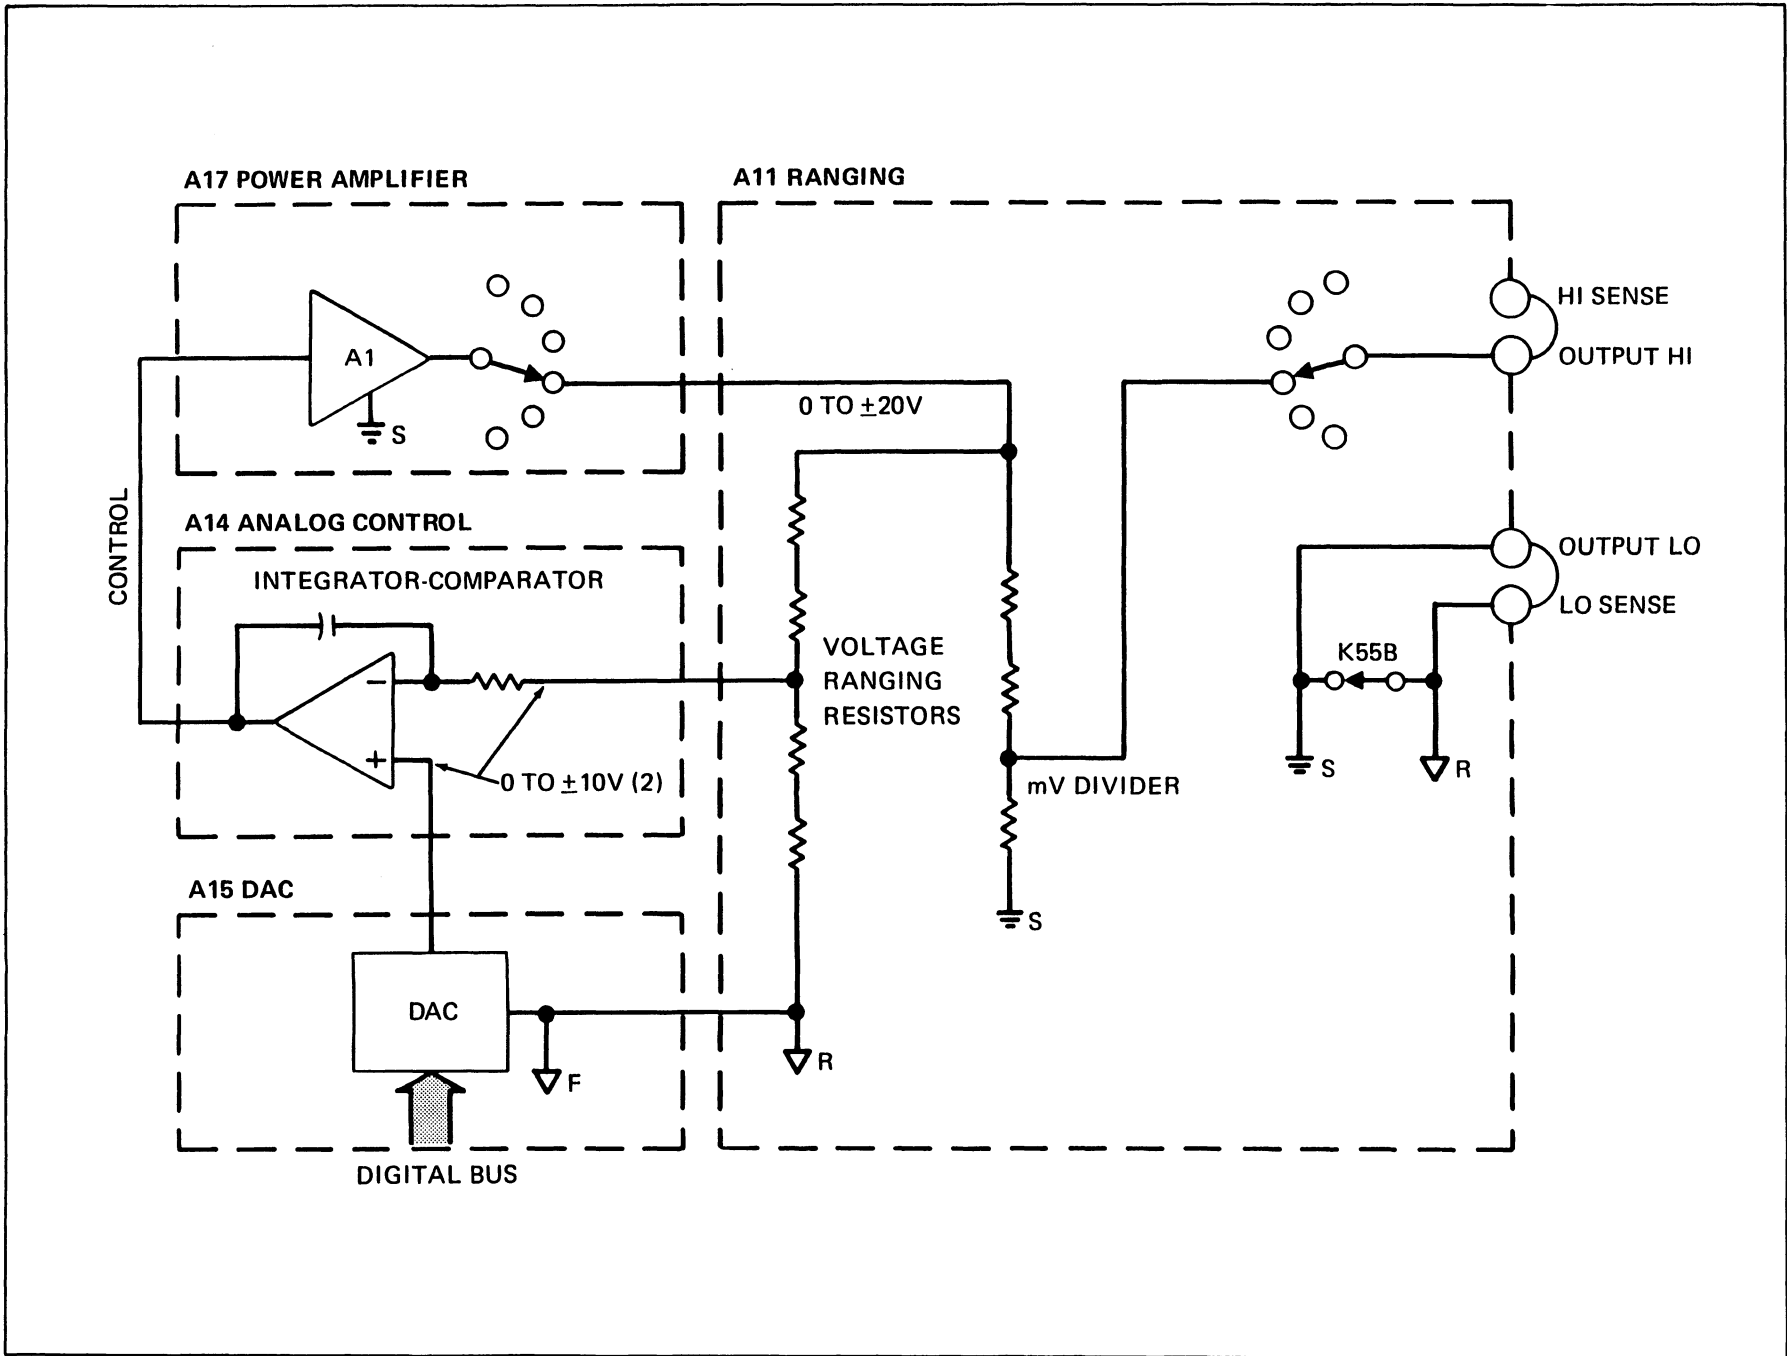 A17 POWER AMPLIFIER
A11 RANGING
HI SENSE
OUTPUT HI
A1
S
0 TO ±20V
CONTROL
A14 ANALOG CONTROL
INTEGRATOR-COMPARATOR
OUTPUT LO
LO SENSE
VOLTAGE
RANGING
RESISTORS
K55B
−
+
0 TO ±10V (2)
S
R
mV DIVIDER
A15 DAC
S
DAC
F
R
DIGITAL BUS